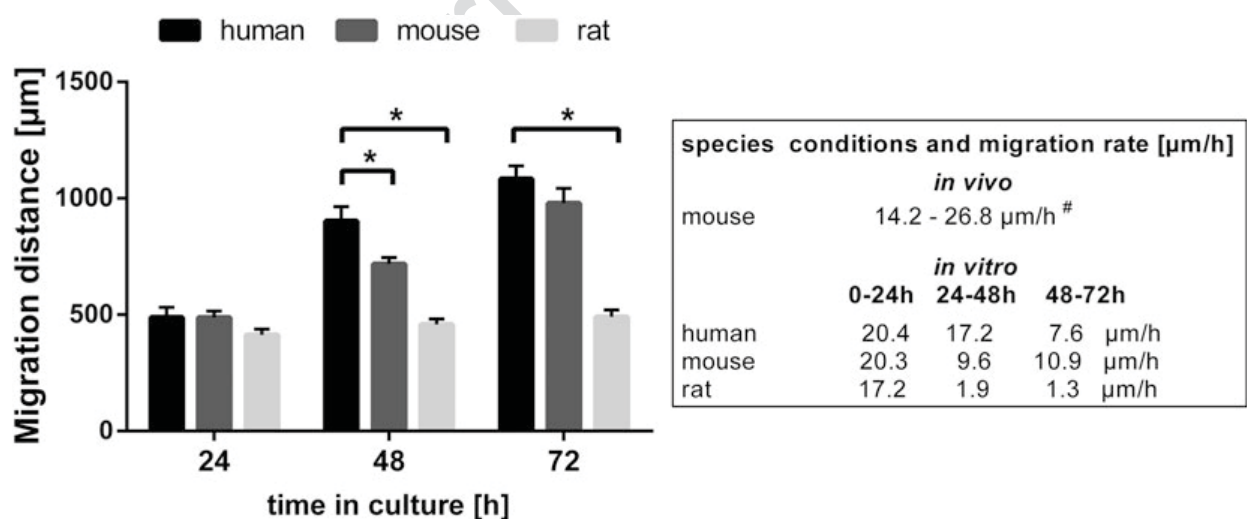 human mouse rat
Migration distance [µm]
1500
1000
500
0
* * * 
24 48 72
time in culture [h]
species conditions and migration rate [µm/h]
in vivo
mouse 14.2 - 26.8 µm/h #
in vitro
0-24h 24-48h 48-72h
human 20.4 17.2 7.6 µm/h
mouse 20.3 9.6 10.9 µm/h
rat 17.2 1.9 1.3 µm/h